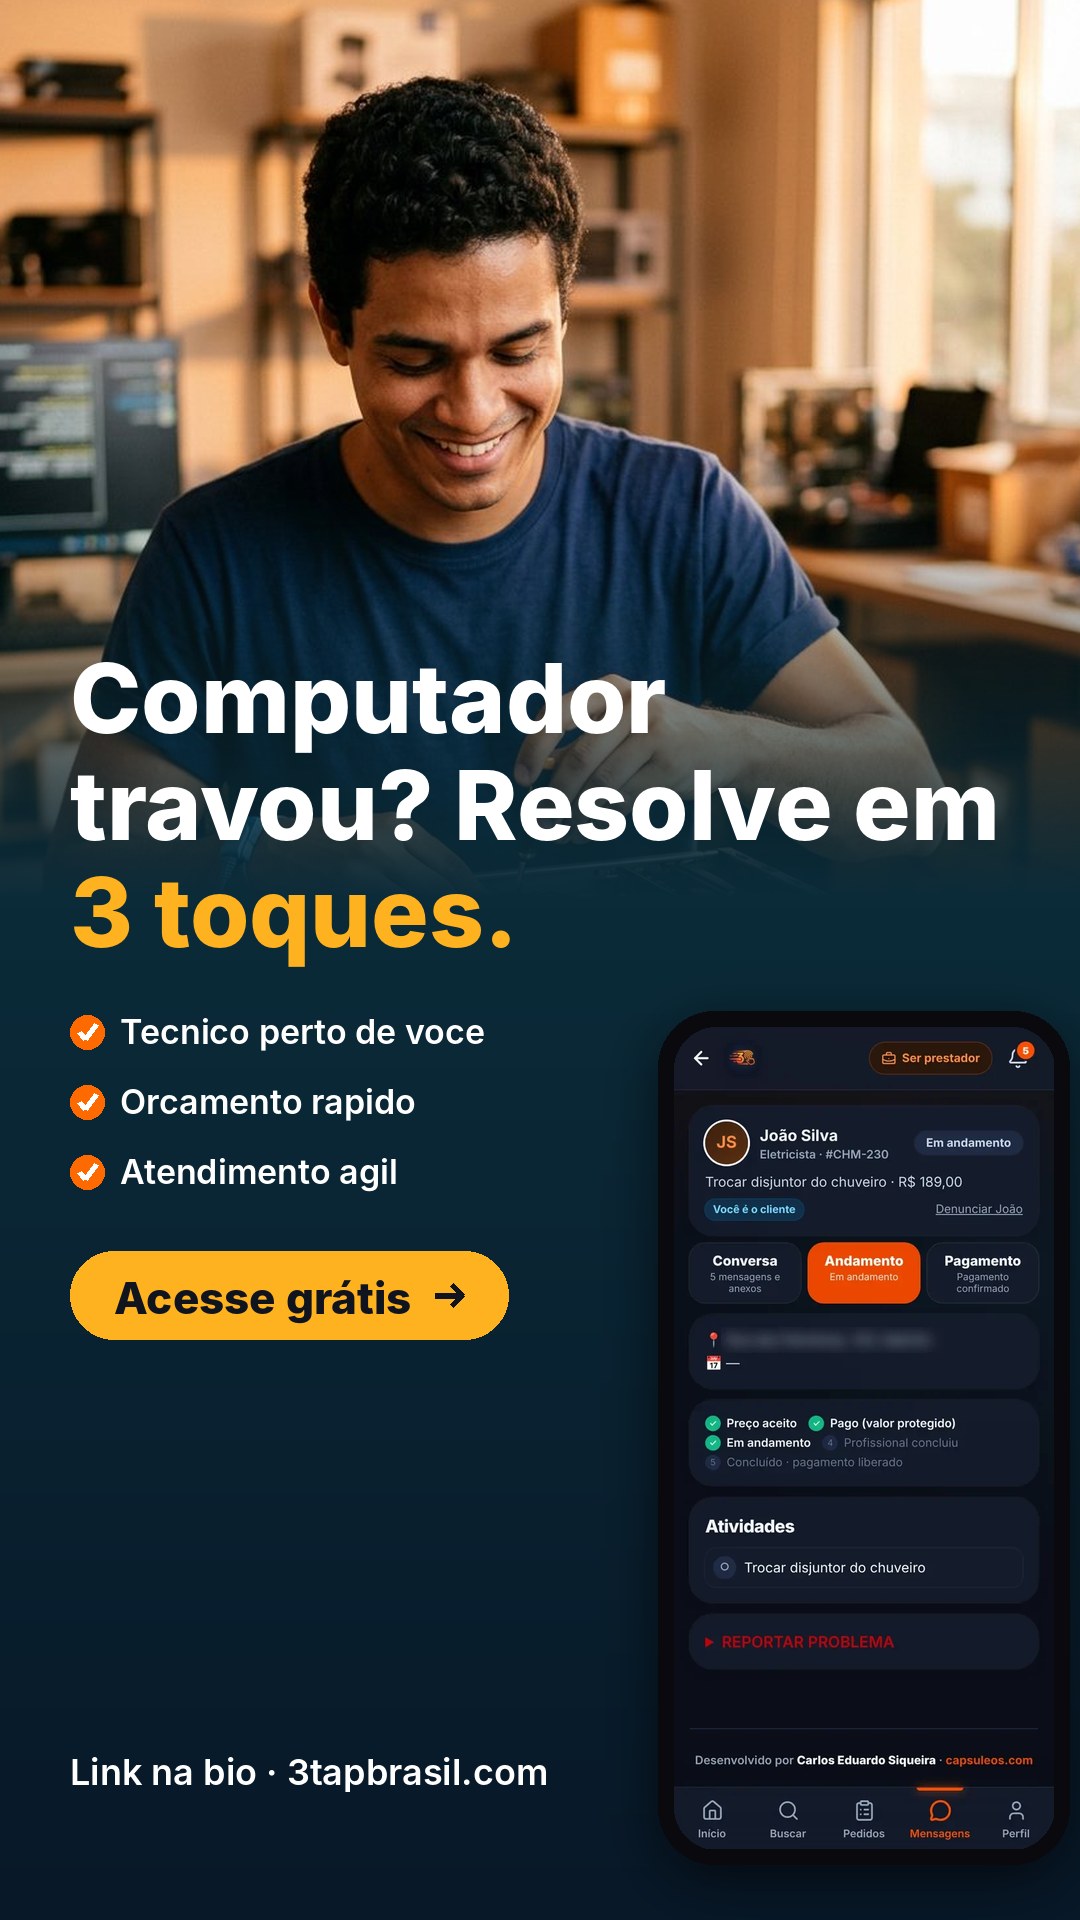 Computador
travou? Resolve em
3 toques.
Tecnico perto de voce
Orcamento rapido
Atendimento agil
Acesse grátis →
Link na bio · 3tapbrasil.com
Ser prestador
5
JS
João Silva
Eletricista · #CHM-230
Em andamento
Trocar disjuntor do chuveiro · R$ 189,00
Você é o cliente
Denunciar João
Conversa
5 mensagens e
anexos
Andamento
Em andamento
Pagamento
Pagamento
confirmado
—
Preço aceito
Pago (valor protegido)
Em andamento
4 Profissional concluiu
5 Concluído · pagamento liberado
Atividades
Trocar disjuntor do chuveiro
REPORTAR PROBLEMA
Desenvolvido por Carlos Eduardo Siqueira · capsuleos.com
Início
Buscar
Pedidos
Mensagens
Perfil